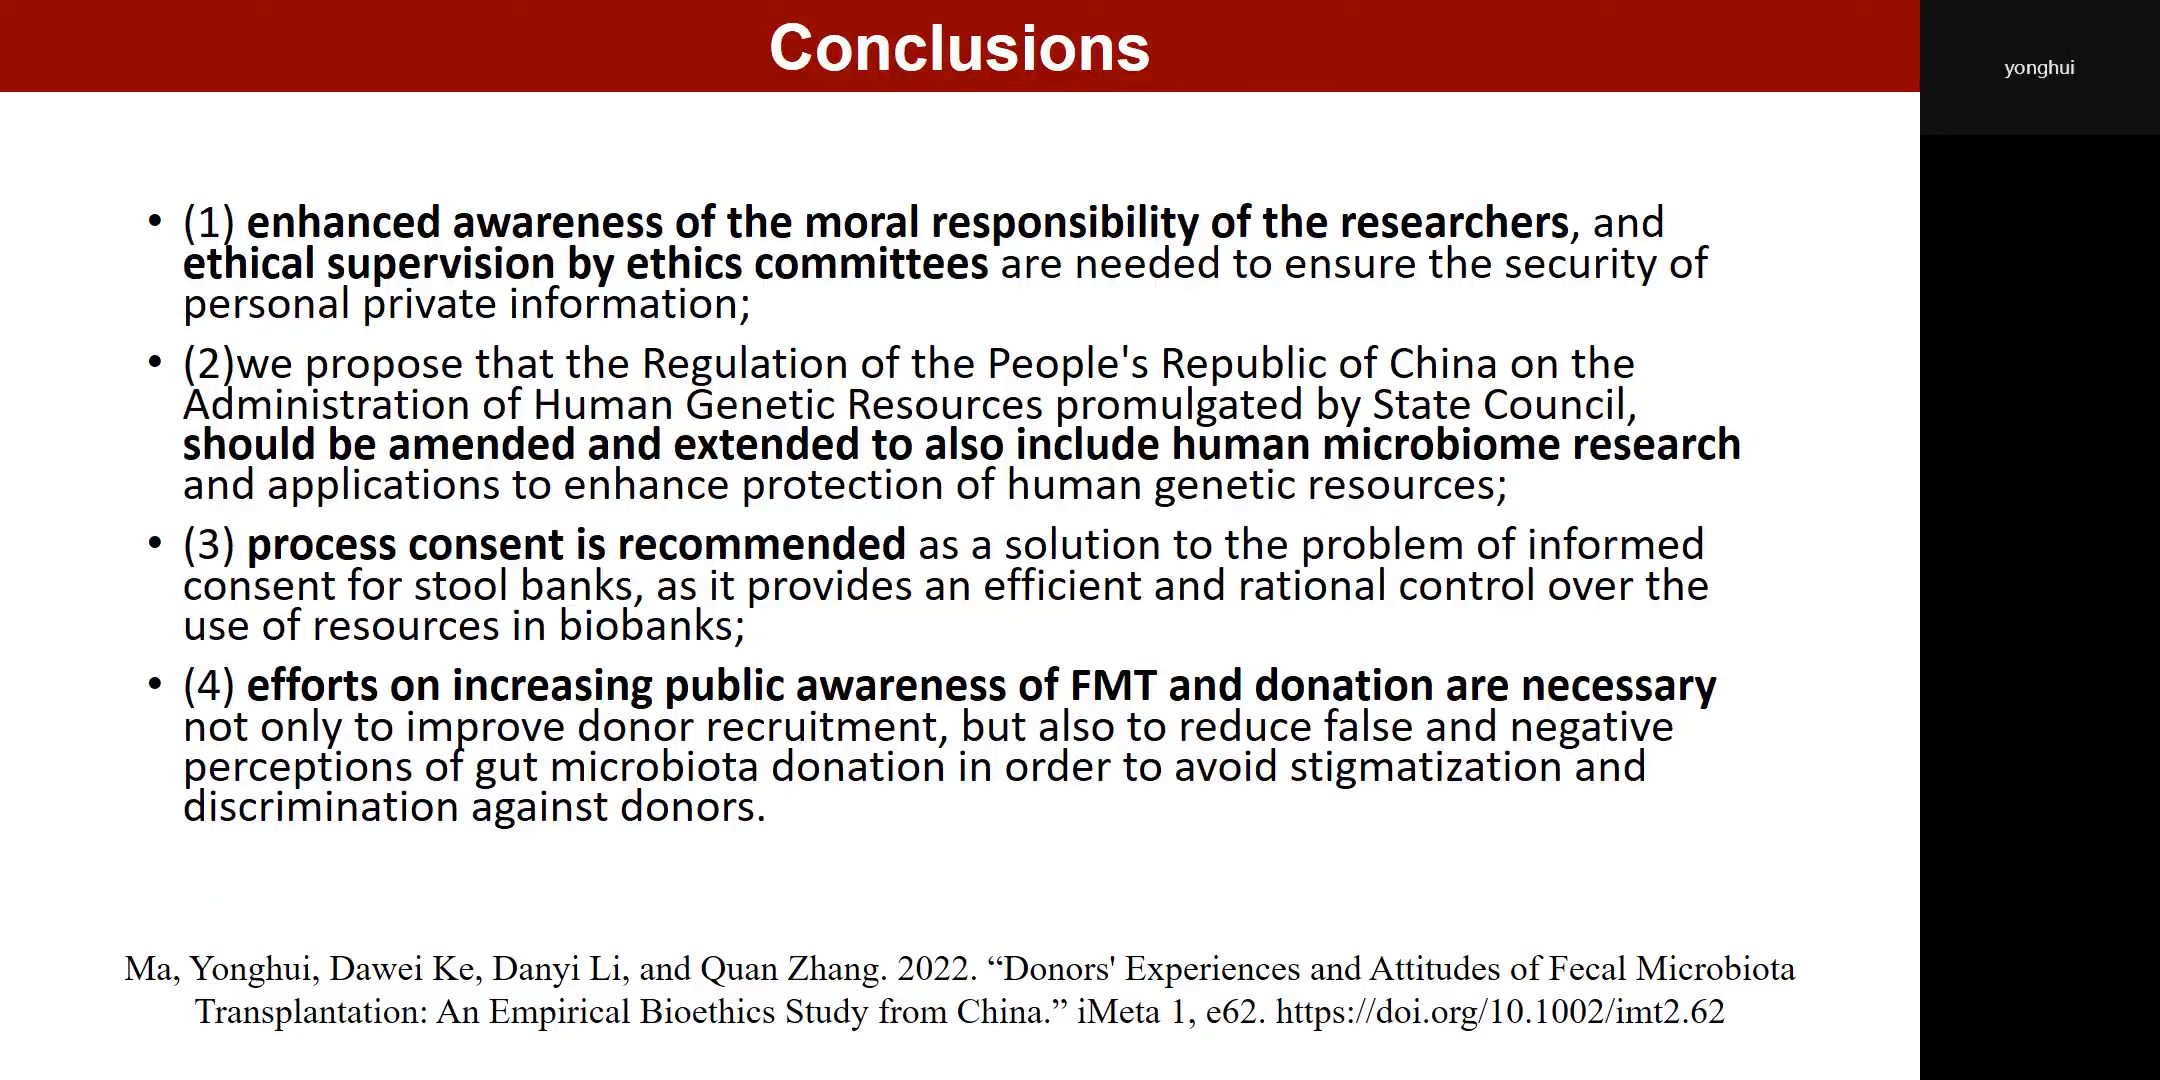 Conclusions
yonghui
• (1) enhanced awareness of the moral responsibility of the researchers, and
ethical supervision by ethics committees are needed to ensure the security of
personal private information;
• (2)we propose that the Regulation of the People's Republic of China on the
Administration of Human Genetic Resources promulgated by State Council,
should be amended and extended to also include human microbiome research
and applications to enhance protection of human genetic resources;
• (3) process consent is recommended as a solution to the problem of informed
consent for stool banks, as it provides an efficient and rational control over the
use of resources in biobanks;
• (4) efforts on increasing public awareness of FMT and donation are necessary
not only to improve donor recruitment, but also to reduce false and negative
perceptions of gut microbiota donation in order to avoid stigmatization and
discrimination against donors.
Ma, Yonghui, Dawei Ke, Danyi Li, and Quan Zhang. 2022. “Donors' Experiences and Attitudes of Fecal Microbiota
Transplantation: An Empirical Bioethics Study from China.” iMeta 1, e62. https://doi.org/10.1002/imt2.62